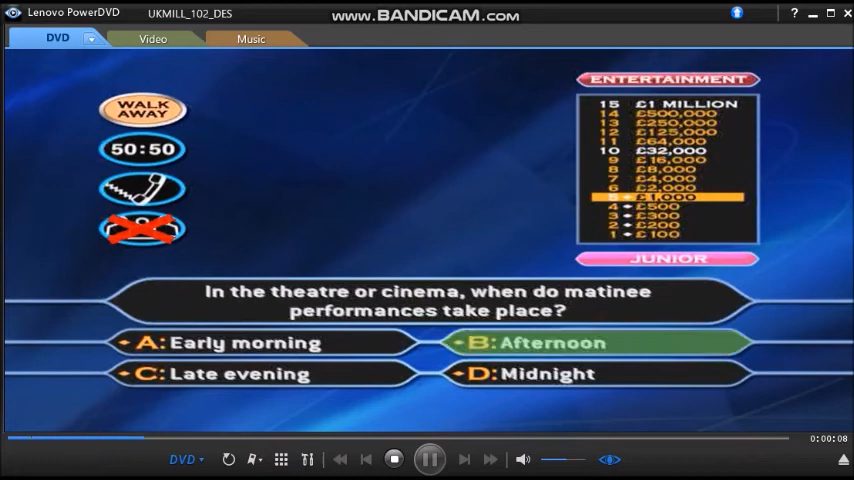 Lenovo PowerDVD
UKMILL_102_DES
www.BANDICAM.com
DVD
Video
Music
WALK
AWAY
50:50
ENTERTAINMENT
15 £1 MILLION
14 £500,000
13 £250,000
12 £125,000
11 £64,000
10 £32,000
9 £16,000
8 £8,000
7 £4,000
6 £2,000
5 £1,000
4 £500
3 £300
2 £200
1 £100
JUNIOR
In the theatre or cinema, when do matinee
performances take place?
A: Early morning
B: Afternoon
C: Late evening
D: Midnight
0:00:08
DVD